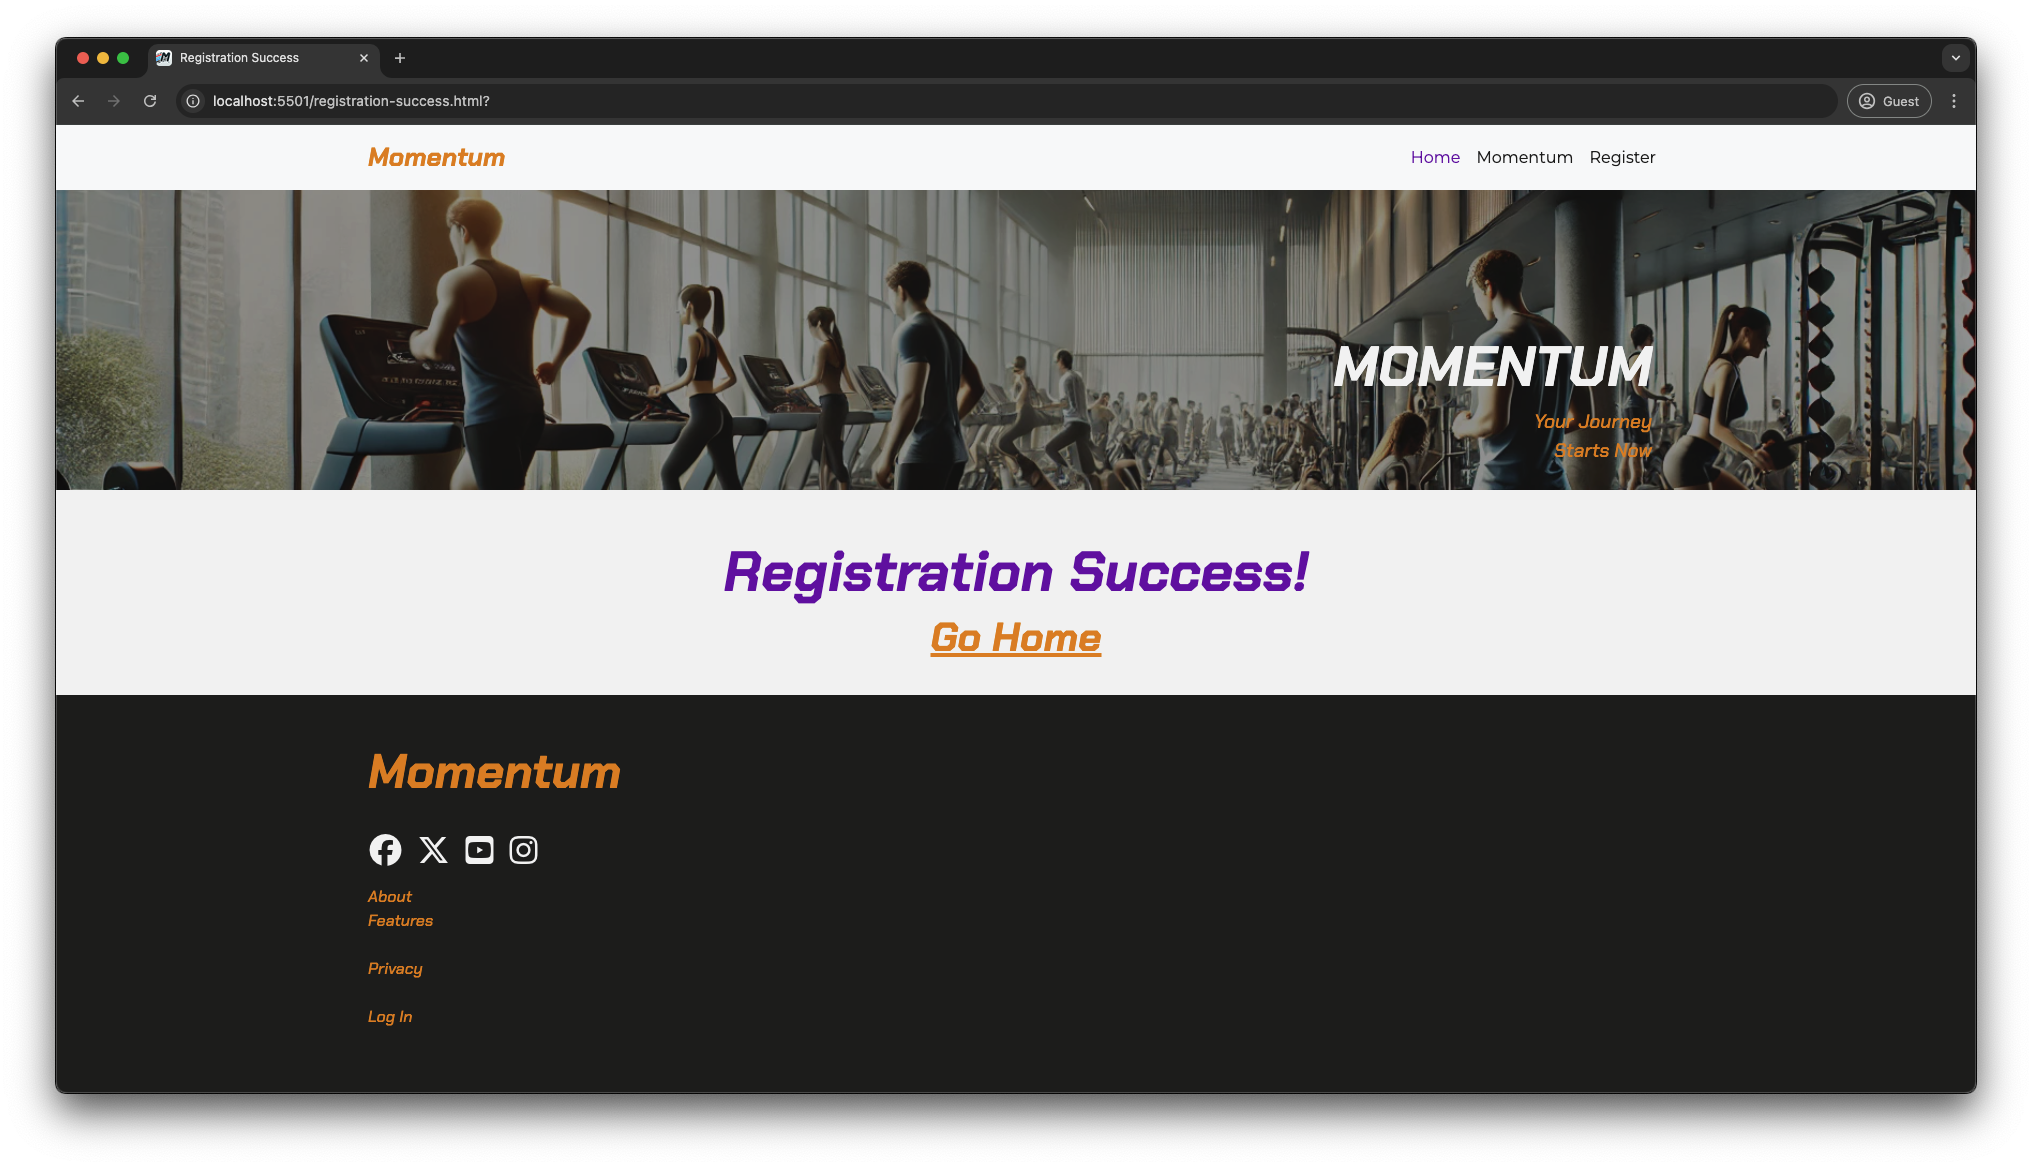 Registration Success
localhost:5501/registration-success.html?
Guest
Momentum
Home Momentum Register
MOMENTUM
Your Journey
Starts Now
Registration Success!
Go Home
Momentum
About
Features
Privacy
Log In